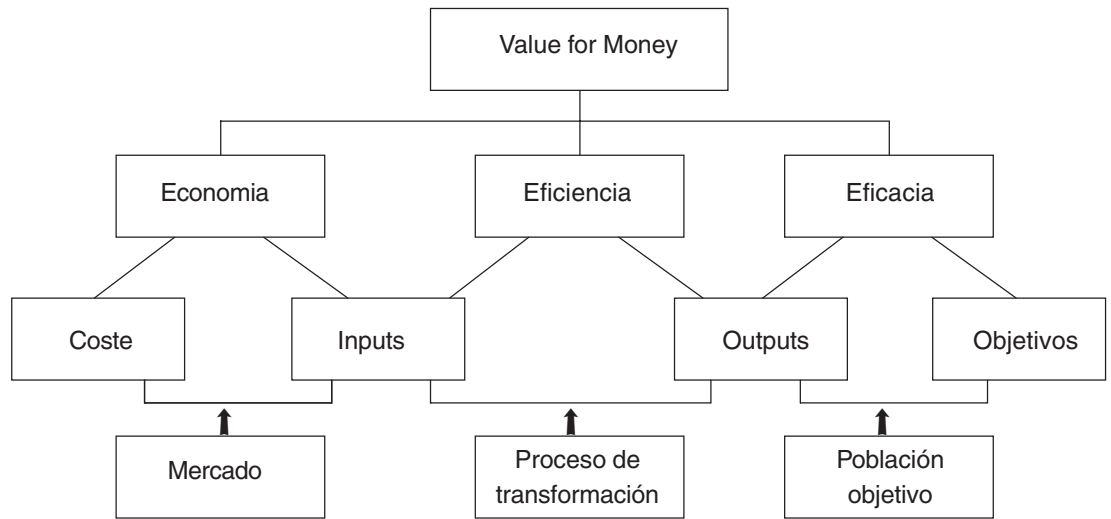 Value for Money
Economia
Eficiencia
Eficacia
Coste
Inputs
Outputs
Objetivos
Mercado
Proceso de
transformación
Población
objetivo